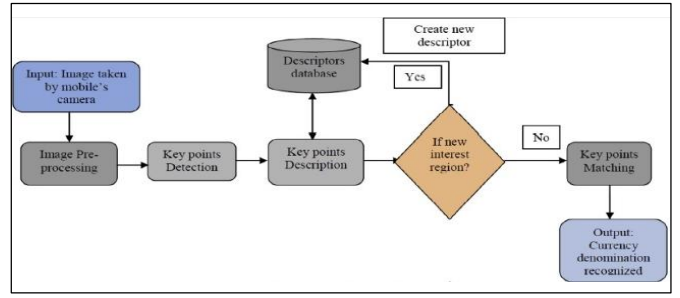 Create new
descriptor
Descriptors
database
Yes
Input: Image taken
by mobile's
camera
Image Pre-
processing
Key points
Detection
Key points
Description
If new
interest
region?
No
Key points
Matching
Output:
Currency
denomination
recognized